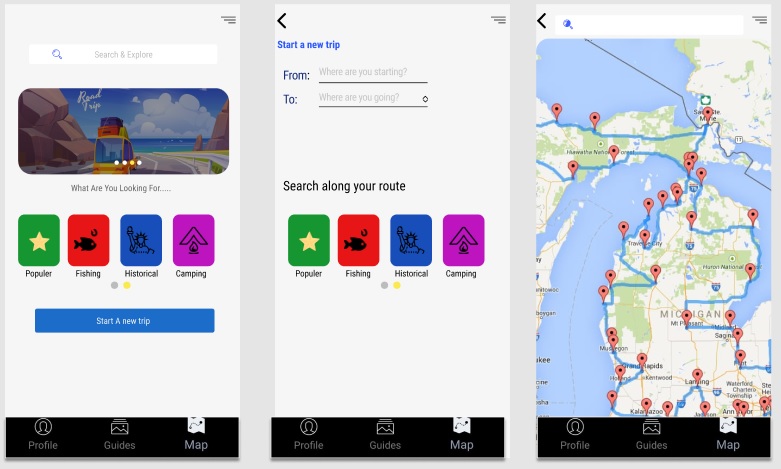 Search & Explore
Road
Trip
What Are You Looking For.....
Populer
Fishing
Historical
Camping
Start A new trip
Profile
Guides
Map
Start a new trip
From:
Where are you starting?
To:
Where are you going?
Search along your route
Populer
Fishing
Historical
Camping
Profile
Guides
Map
Hiawatha National Forest
Traverse City
Huron National
MICHIGAN
Mt Pleasant
Midland
Saginaw
Muskegon
Flint
Grand Rapids
Holland
Kentwood
Lansing
Waterford
Charter
Township
Kalamazoo
Jackson
Ann Arbor
Profile
Guides
Map